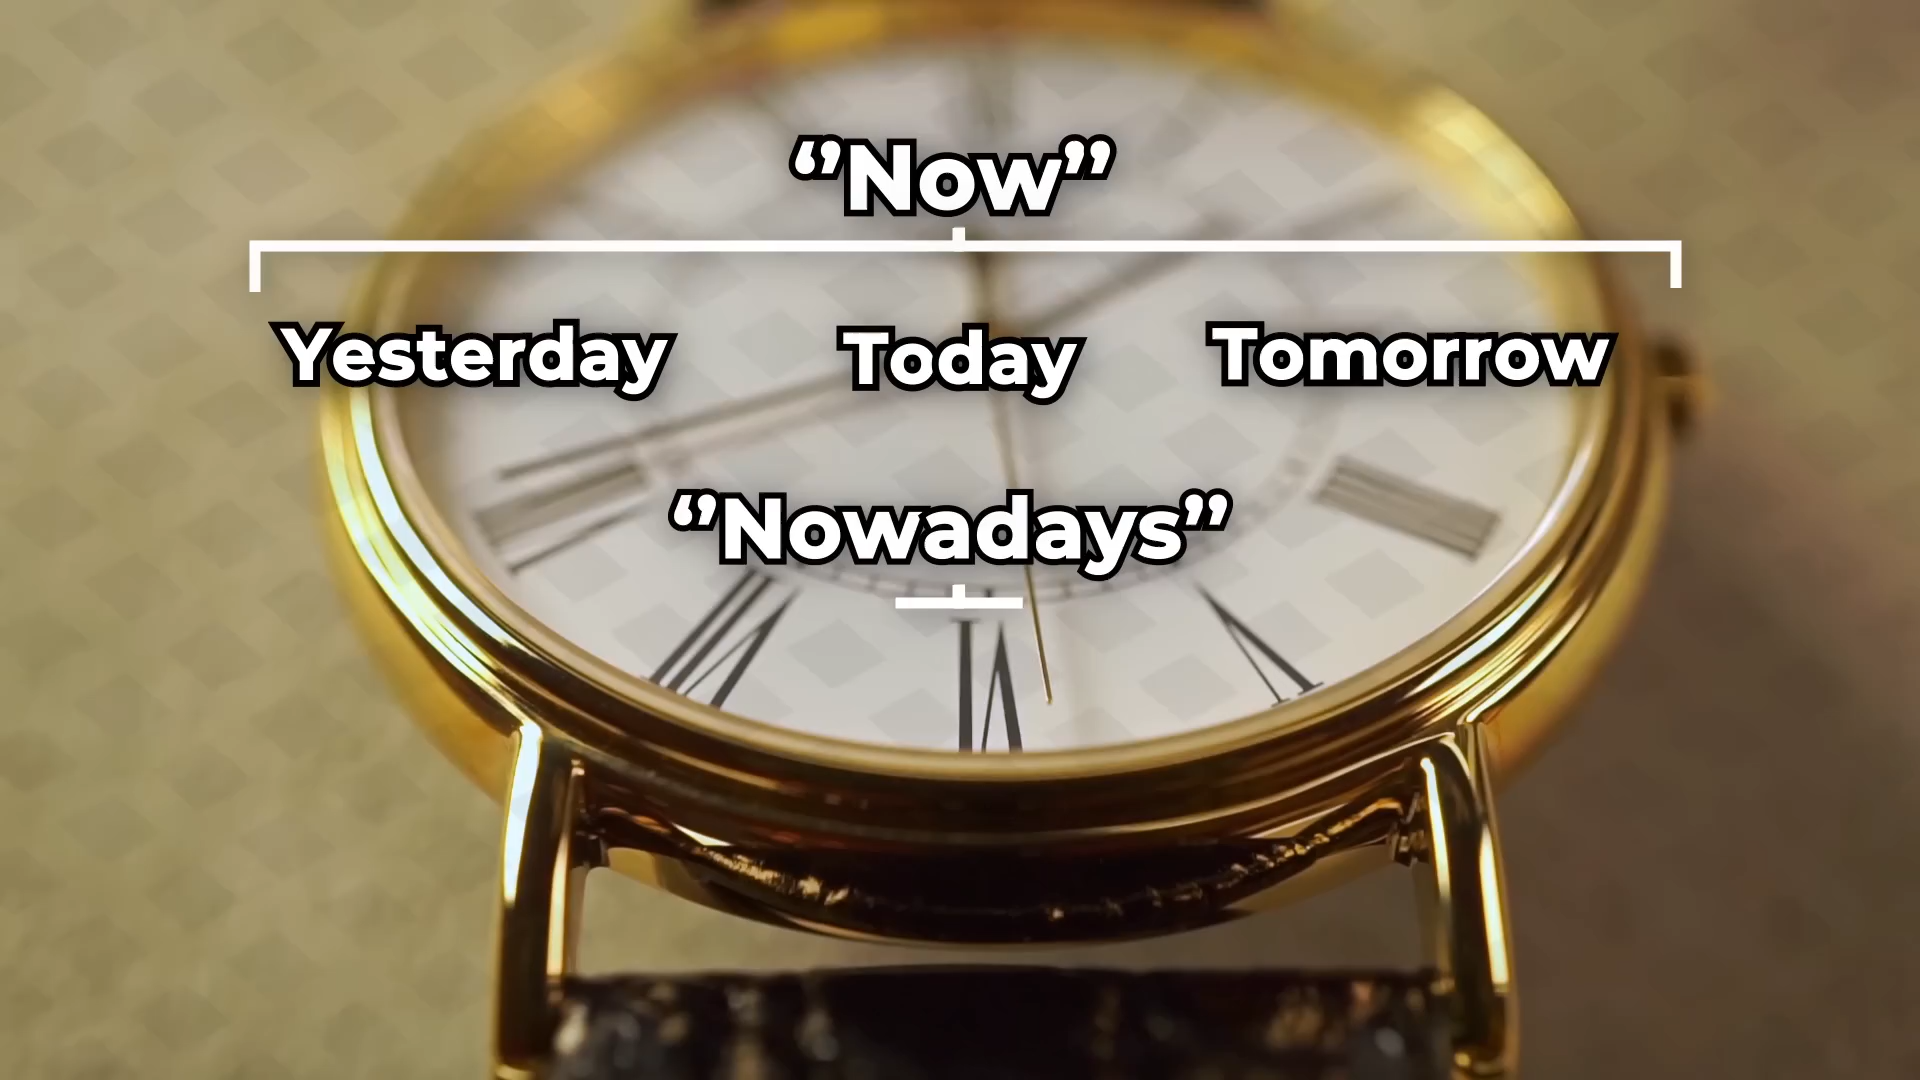 ‘’Now’’
Yesterday Today Tomorrow
‘’Nowadays’’